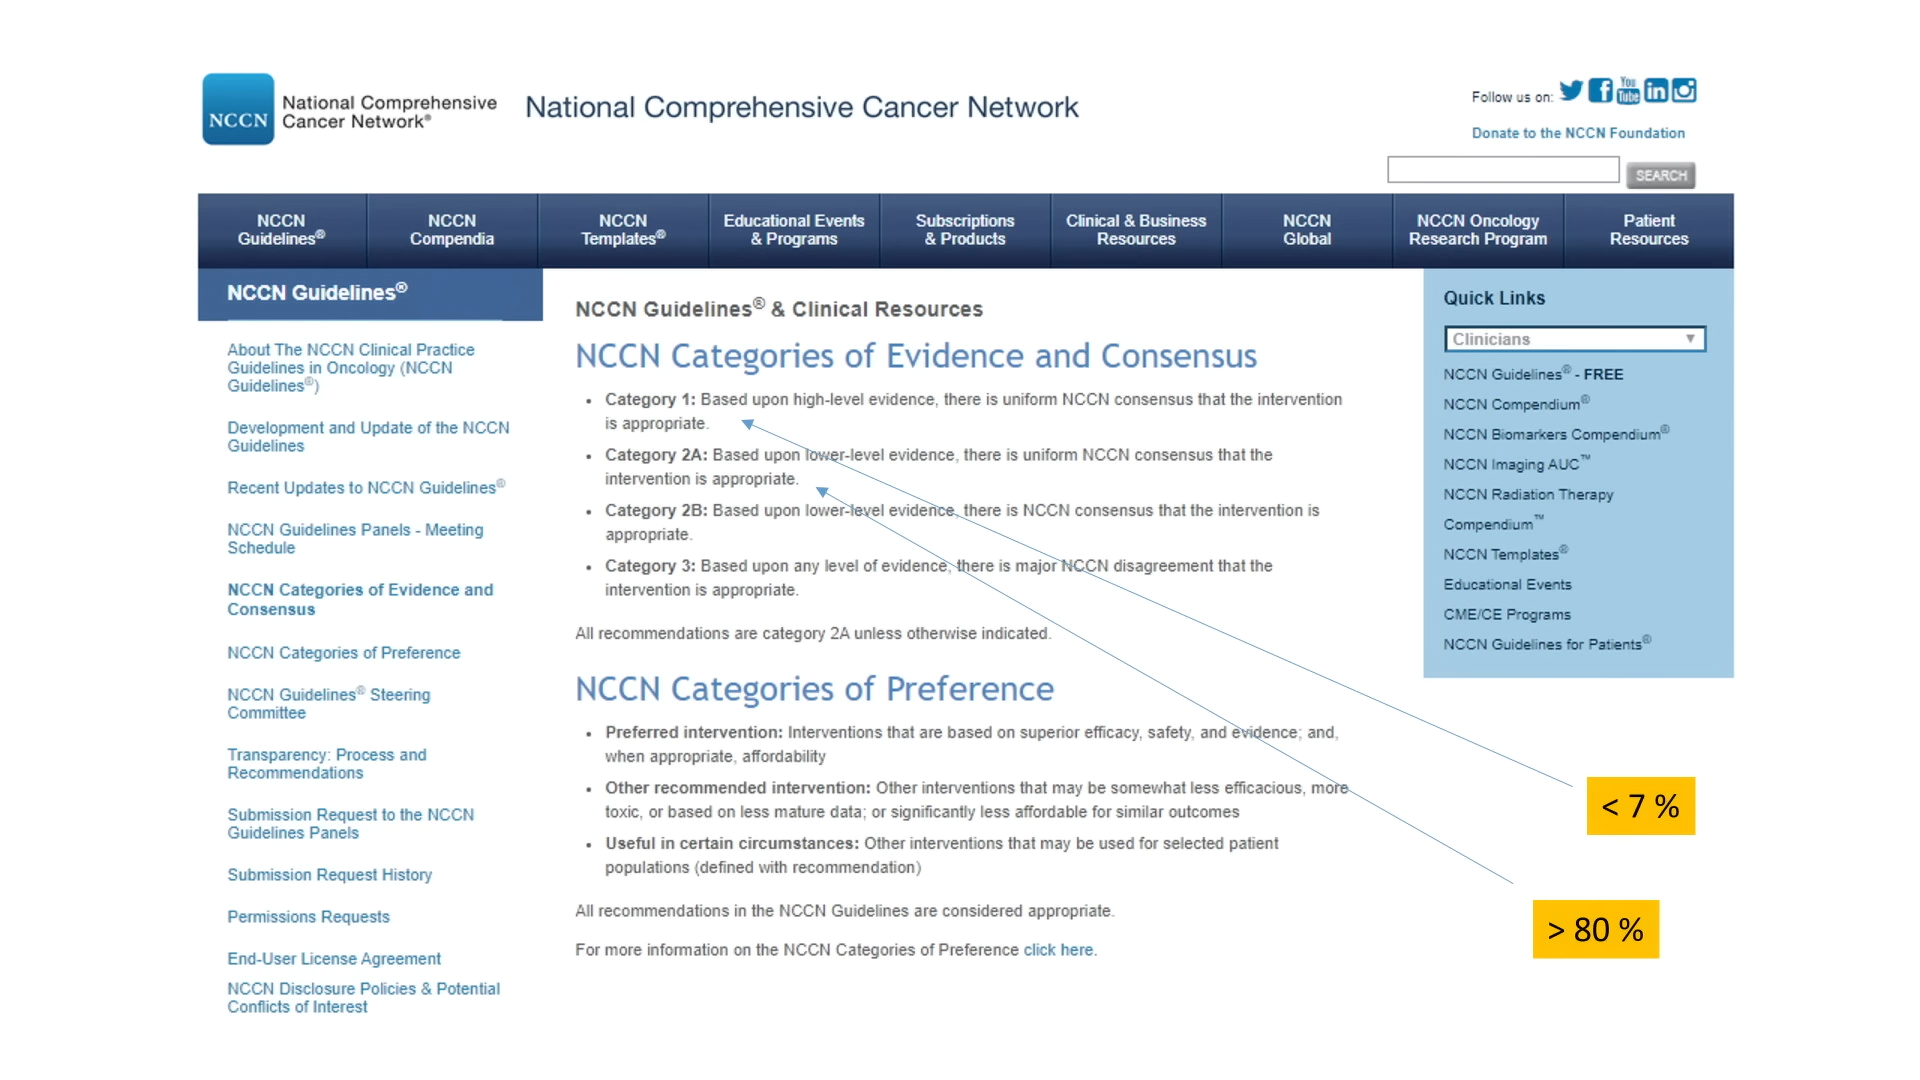 NCCN
National Comprehensive
Cancer Network®
National Comprehensive Cancer Network
Follow us on:
You
Tube
in
Donate to the NCCN Foundation
SEARCH
NCCN
Guidelines®
NCCN
Compendia
NCCN
Templates®
Educational Events
& Programs
Subscriptions
& Products
Clinical & Business
Resources
NCCN
Global
NCCN Oncology
Research Program
Patient
Resources
NCCN Guidelines®
About The NCCN Clinical Practice
Guidelines in Oncology (NCCN
Guidelines®)
Development and Update of the NCCN
Guidelines
Recent Updates to NCCN Guidelines®
NCCN Guidelines Panels - Meeting
Schedule
NCCN Categories of Evidence and
Consensus
NCCN Categories of Preference
NCCN Guidelines® Steering
Committee
Transparency: Process and
Recommendations
Submission Request to the NCCN
Guidelines Panels
Submission Request History
Permissions Requests
End-User License Agreement
NCCN Disclosure Policies & Potential
Conflicts of Interest
NCCN Guidelines® & Clinical Resources
NCCN Categories of Evidence and Consensus
• Category 1: Based upon high-level evidence, there is uniform NCCN consensus that the intervention
is appropriate.
• Category 2A: Based upon lower-level evidence, there is uniform NCCN consensus that the
intervention is appropriate.
• Category 2B: Based upon lower-level evidence, there is NCCN consensus that the intervention is
appropriate.
• Category 3: Based upon any level of evidence, there is major NCCN disagreement that the
intervention is appropriate.
All recommendations are category 2A unless otherwise indicated.
NCCN Categories of Preference
• Preferred intervention: Interventions that are based on superior efficacy, safety, and evidence; and,
when appropriate, affordability
• Other recommended intervention: Other interventions that may be somewhat less efficacious, more
toxic, or based on less mature data; or significantly less affordable for similar outcomes
• Useful in certain circumstances: Other interventions that may be used for selected patient
populations (defined with recommendation)
All recommendations in the NCCN Guidelines are considered appropriate.
For more information on the NCCN Categories of Preference click here.
Quick Links
Clinicians
NCCN Guidelines® - FREE
NCCN Compendium®
NCCN Biomarkers Compendium®
NCCN Imaging AUC™
NCCN Radiation Therapy
Compendium™
NCCN Templates®
Educational Events
CME/CE Programs
NCCN Guidelines for Patients®
< 7 %
> 80 %